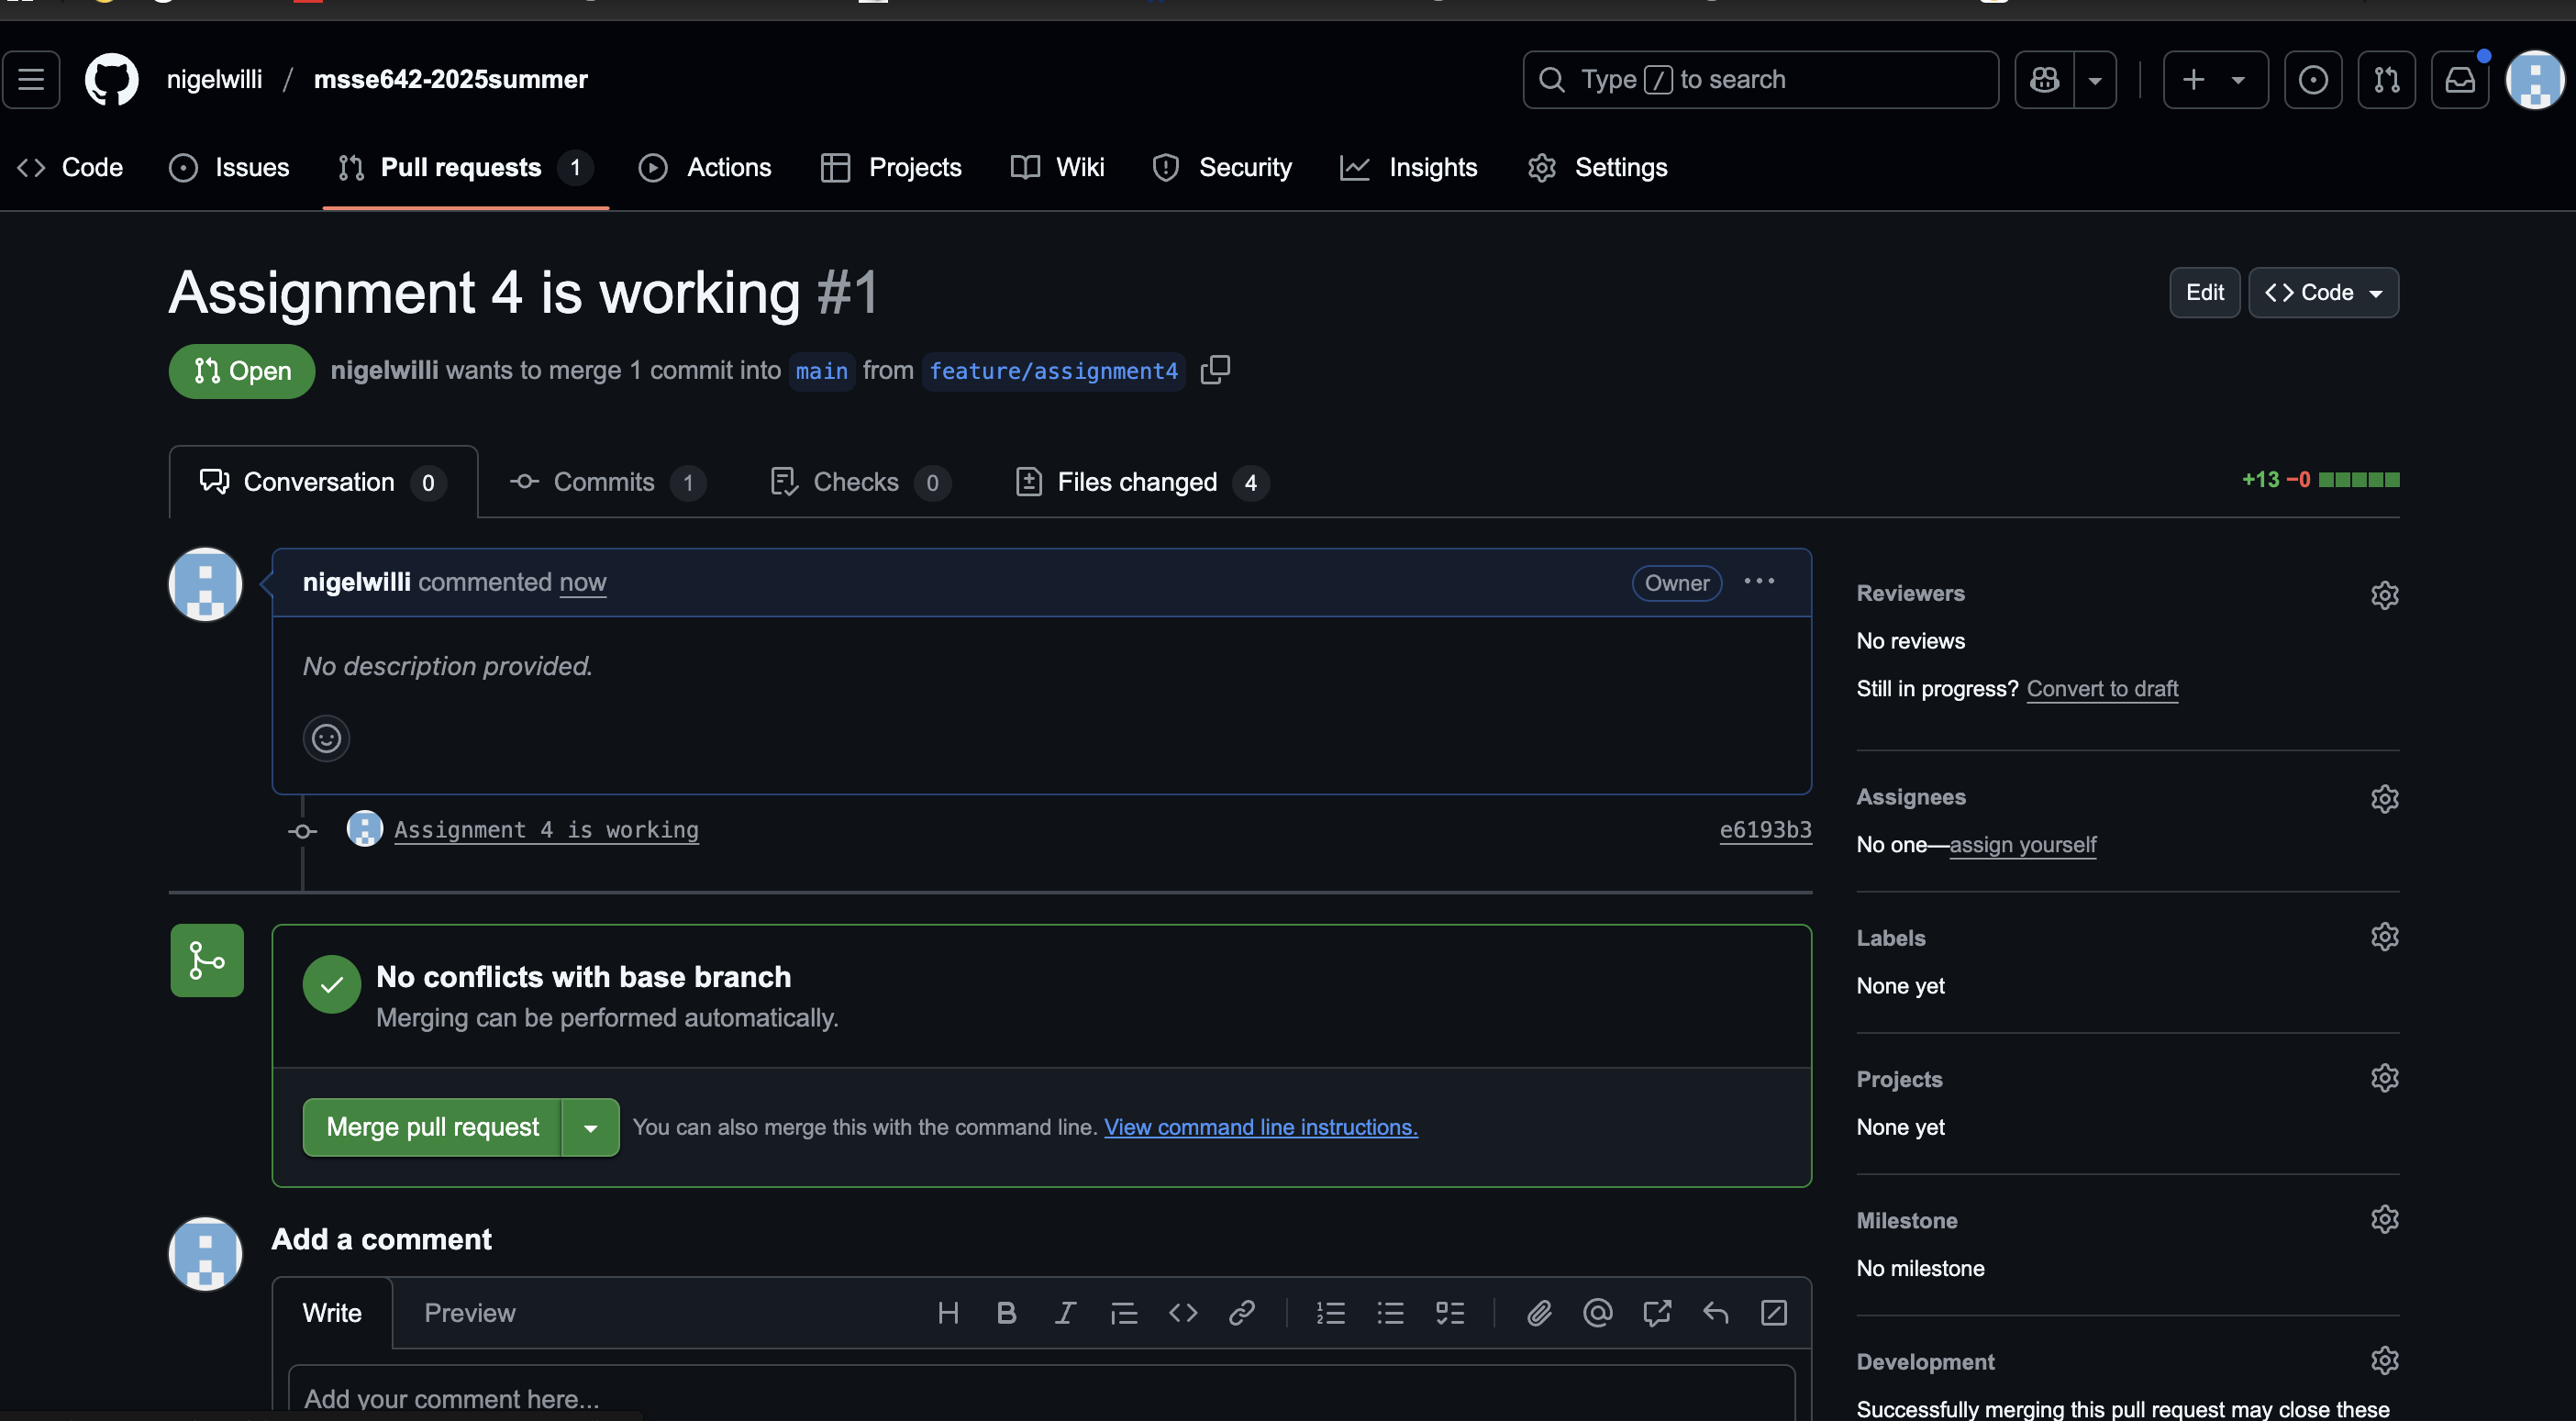 nigelwilli / msse642-2025summer
Type / to search
Code Issues Pull requests 1 Actions Projects Wiki Security Insights Settings
Assignment 4 is working #1
Edit <> Code
Open nigelwilli wants to merge 1 commit into main from feature/assignment4
Conversation 0 Commits 1 Checks 0 Files changed 4
+13 −0
nigelwilli commented now
Owner
No description provided.
Assignment 4 is working
e6193b3
No conflicts with base branch
Merging can be performed automatically.
Merge pull request You can also merge this with the command line. View command line instructions.
Add a comment
Write Preview
Add your comment here...
Reviewers
No reviews
Still in progress? Convert to draft
Assignees
No one—assign yourself
Labels
None yet
Projects
None yet
Milestone
No milestone
Development
Successfully merging this pull request may close these